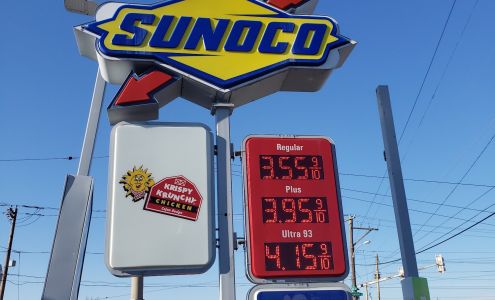 SUNOCO
KRISPY
KRUNCHY
CHICKEN
Regular
3.55 9/10
Plus
3.95 9/10
Ultra 93
4.15 9/10